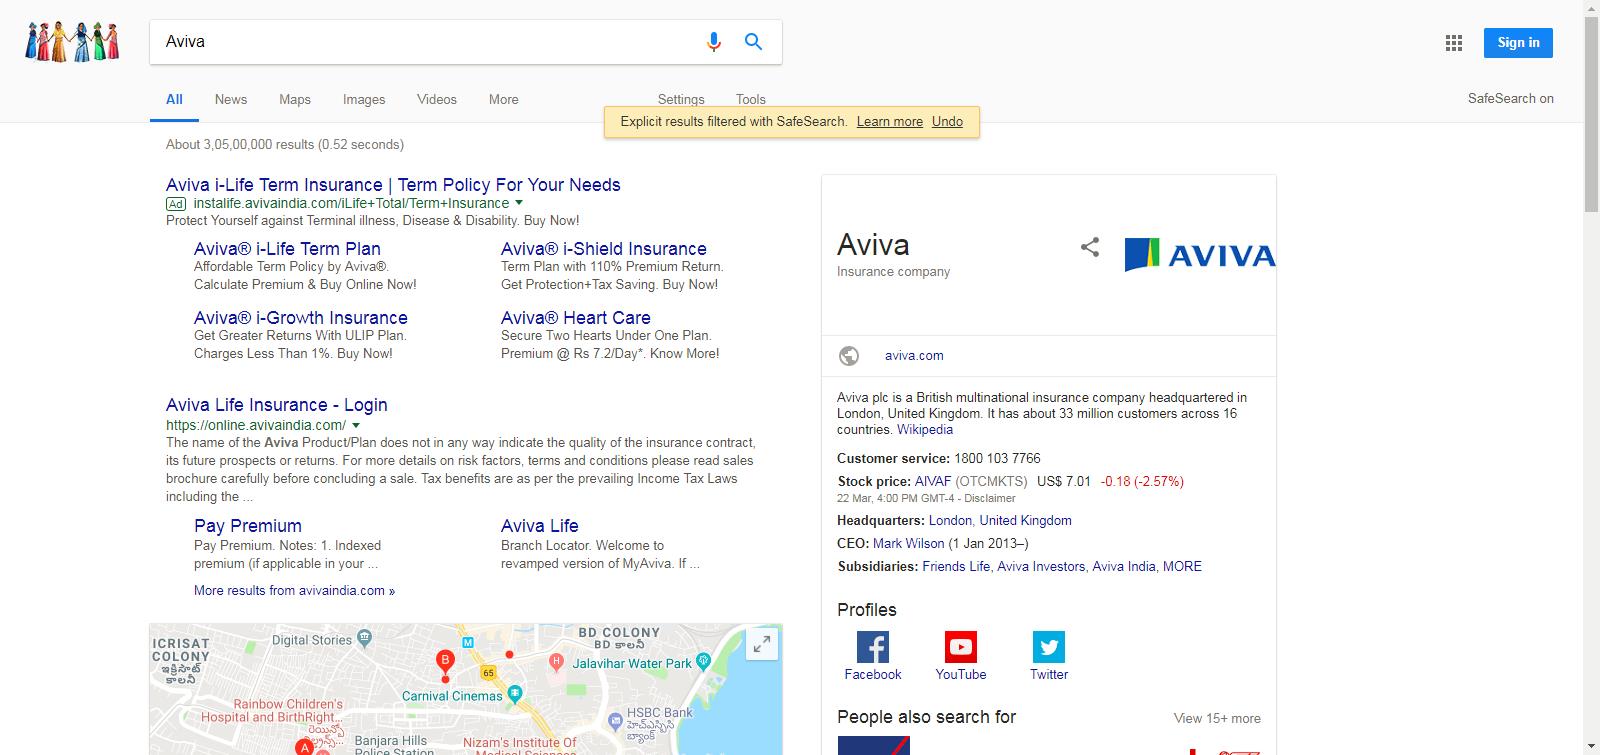 Aviva
Sign in
All
News
Maps
Images
Videos
More
Settings
Tools
SafeSearch on
Explicit results filtered with SafeSearch. Learn more Undo
About 3,05,00,000 results (0.52 seconds)
Aviva i-Life Term Insurance | Term Policy For Your Needs
Ad instalife.avivaindia.com/iLife+Total/Term+Insurance
Protect Yourself against Terminal illness, Disease & Disability. Buy Now!
Aviva® i-Life Term Plan
Affordable Term Policy by Aviva®.
Calculate Premium & Buy Online Now!
Aviva® i-Shield Insurance
Term Plan with 110% Premium Return.
Get Protection+Tax Saving. Buy Now!
Aviva® i-Growth Insurance
Get Greater Returns With ULIP Plan.
Charges Less Than 1%. Buy Now!
Aviva® Heart Care
Secure Two Hearts Under One Plan.
Premium @ Rs 7.2/Day*. Know More!
Aviva Life Insurance - Login
https://online.avivaindia.com/
The name of the Aviva Product/Plan does not in any way indicate the quality of the insurance contract,
its future prospects or returns. For more details on risk factors, terms and conditions please read sales
brochure carefully before concluding a sale. Tax benefits are as per the prevailing Income Tax Laws
including the ...
Pay Premium
Pay Premium. Notes: 1. Indexed
premium (if applicable in your ...
Aviva Life
Branch Locator. Welcome to
revamped version of MyAviva. If ...
More results from avivaindia.com »
ICRISAT
COLONY
ఇక్రిసాట్
కాలనీ
Digital Stories
M
BD COLONY
BD కాలనీ
B
65
H
Jalavihar Water Park
Carnival Cinemas
Rainbow Children's
Hospital and BirthRight...
HSBC Bank
A
Banjara Hills
Police Station
Nizam's Institute Of
Medical Sciences
Aviva
Insurance company
AVIVA
aviva.com
Aviva plc is a British multinational insurance company headquartered in
London, United Kingdom. It has about 33 million customers across 16
countries. Wikipedia
Customer service: 1800 103 7766
Stock price: AIVAF (OTCMKTS) US$ 7.01 -0.18 (-2.57%)
22 Mar, 4:00 PM GMT-4 - Disclaimer
Headquarters: London, United Kingdom
CEO: Mark Wilson (1 Jan 2013–)
Subsidiaries: Friends Life, Aviva Investors, Aviva India, MORE
Profiles
Facebook
YouTube
Twitter
People also search for
View 15+ more